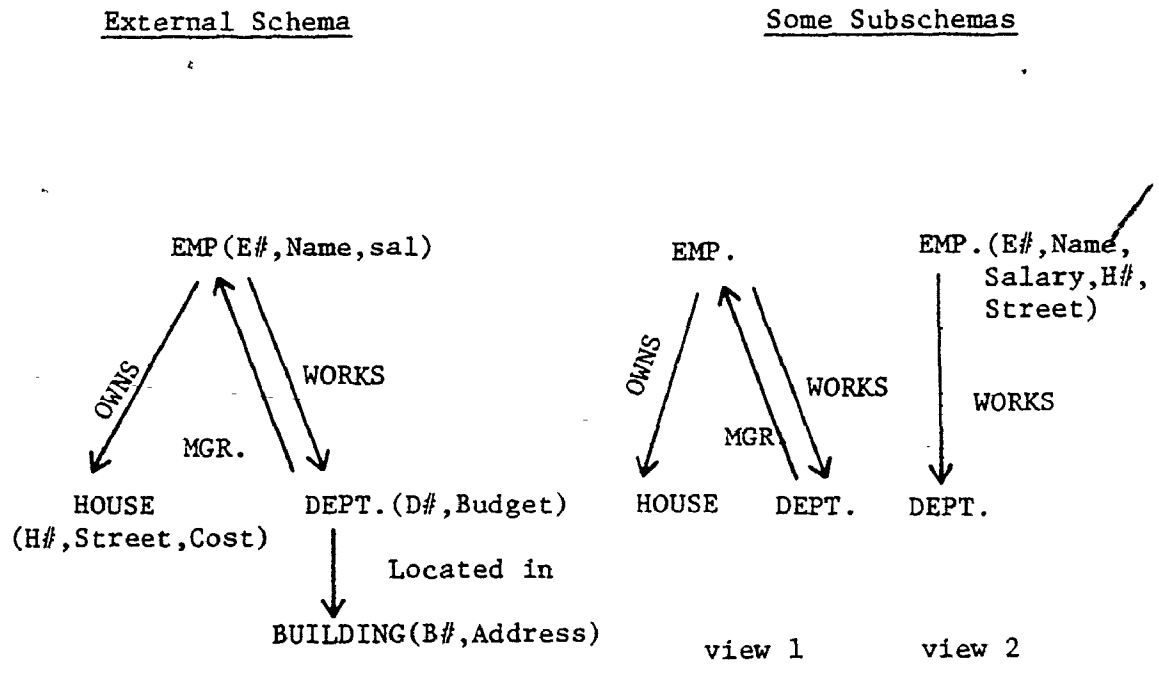 External Schema
Some Subschemas
EMP(E#,Name,sal)
OWNS
WORKS
MGR.
HOUSE
(H#,Street,Cost)
DEPT.(D#,Budget)
Located in
BUILDING(B#,Address)
EMP.
OWNS
WORKS
MGR.
HOUSE
DEPT.
view 1
EMP.(E#,Name,
Salary,H#,
Street)
WORKS
DEPT.
view 2